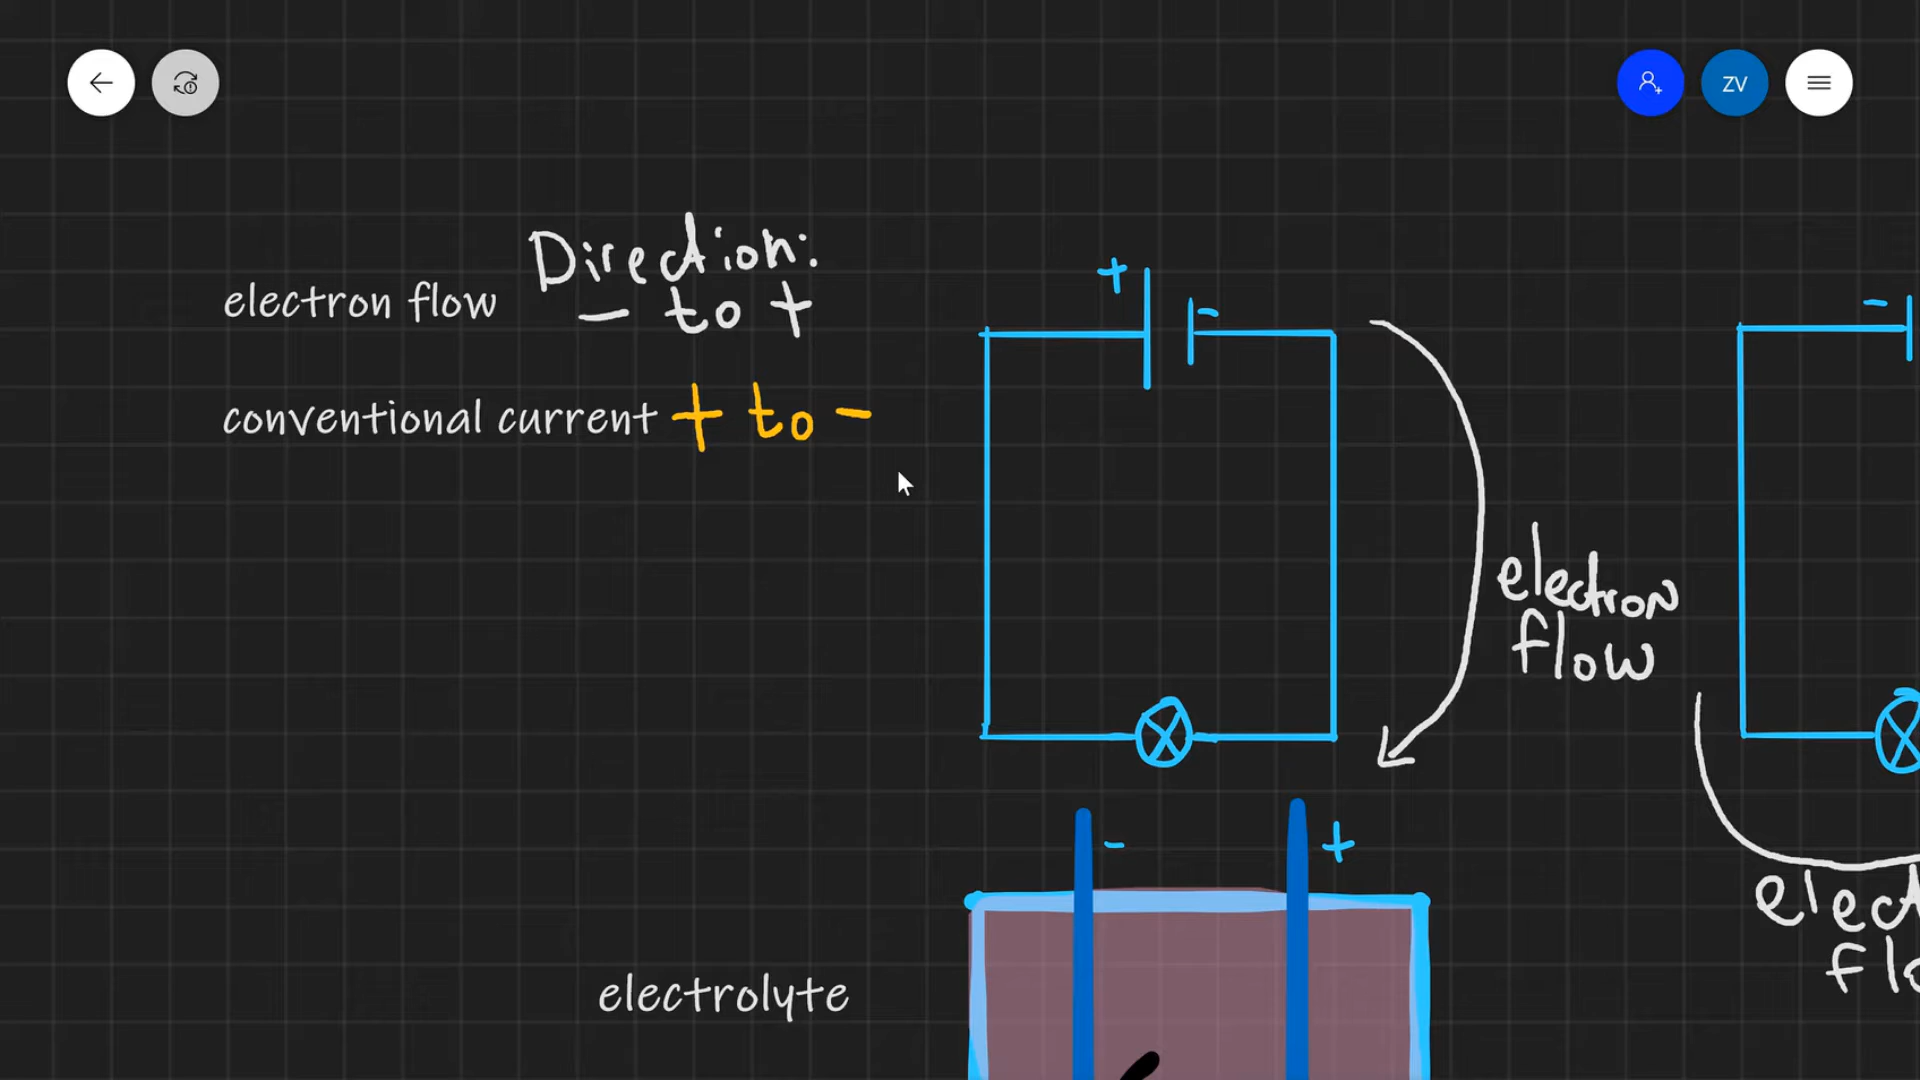 ZV
Direction:
electron flow - to +
conventional current + to -
+ -
-
electron
flow
- +
electrolyte